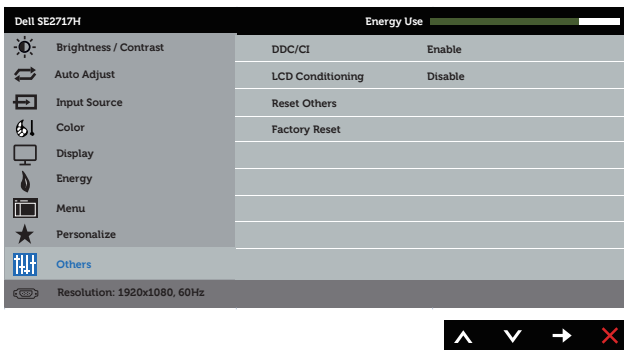 Dell SE2717H Energy Use
Brightness / Contrast
Auto Adjust
Input Source
Color
Display
Energy
Menu
Personalize
Others
DDC/CI Enable
LCD Conditioning Disable
Reset Others
Factory Reset
Resolution: 1920x1080, 60Hz